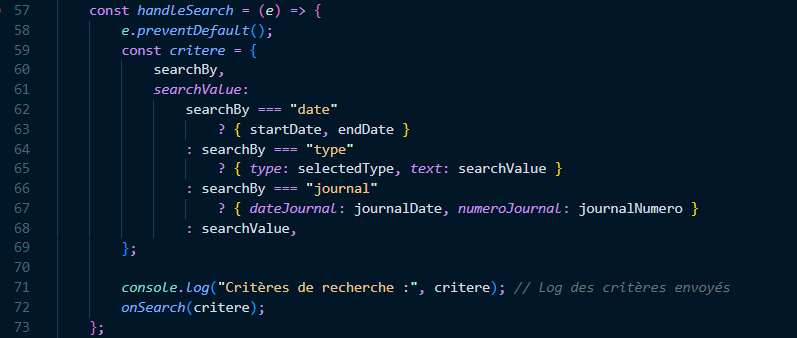 57 const handleSearch = (e) => {
58 e.preventDefault();
59 const critere = {
60 searchBy,
61 searchValue:
62 searchBy === "date"
63 ? { startDate, endDate }
64 : searchBy === "type"
65 ? { type: selectedType, text: searchValue }
66 : searchBy === "journal"
67 ? { dateJournal: journalDate, numeroJournal: journalNumero }
68 : searchValue,
69 };
70
71 console.log("Critères de recherche :", critere); // Log des critères envoyés
72 onSearch(critere);
73 };